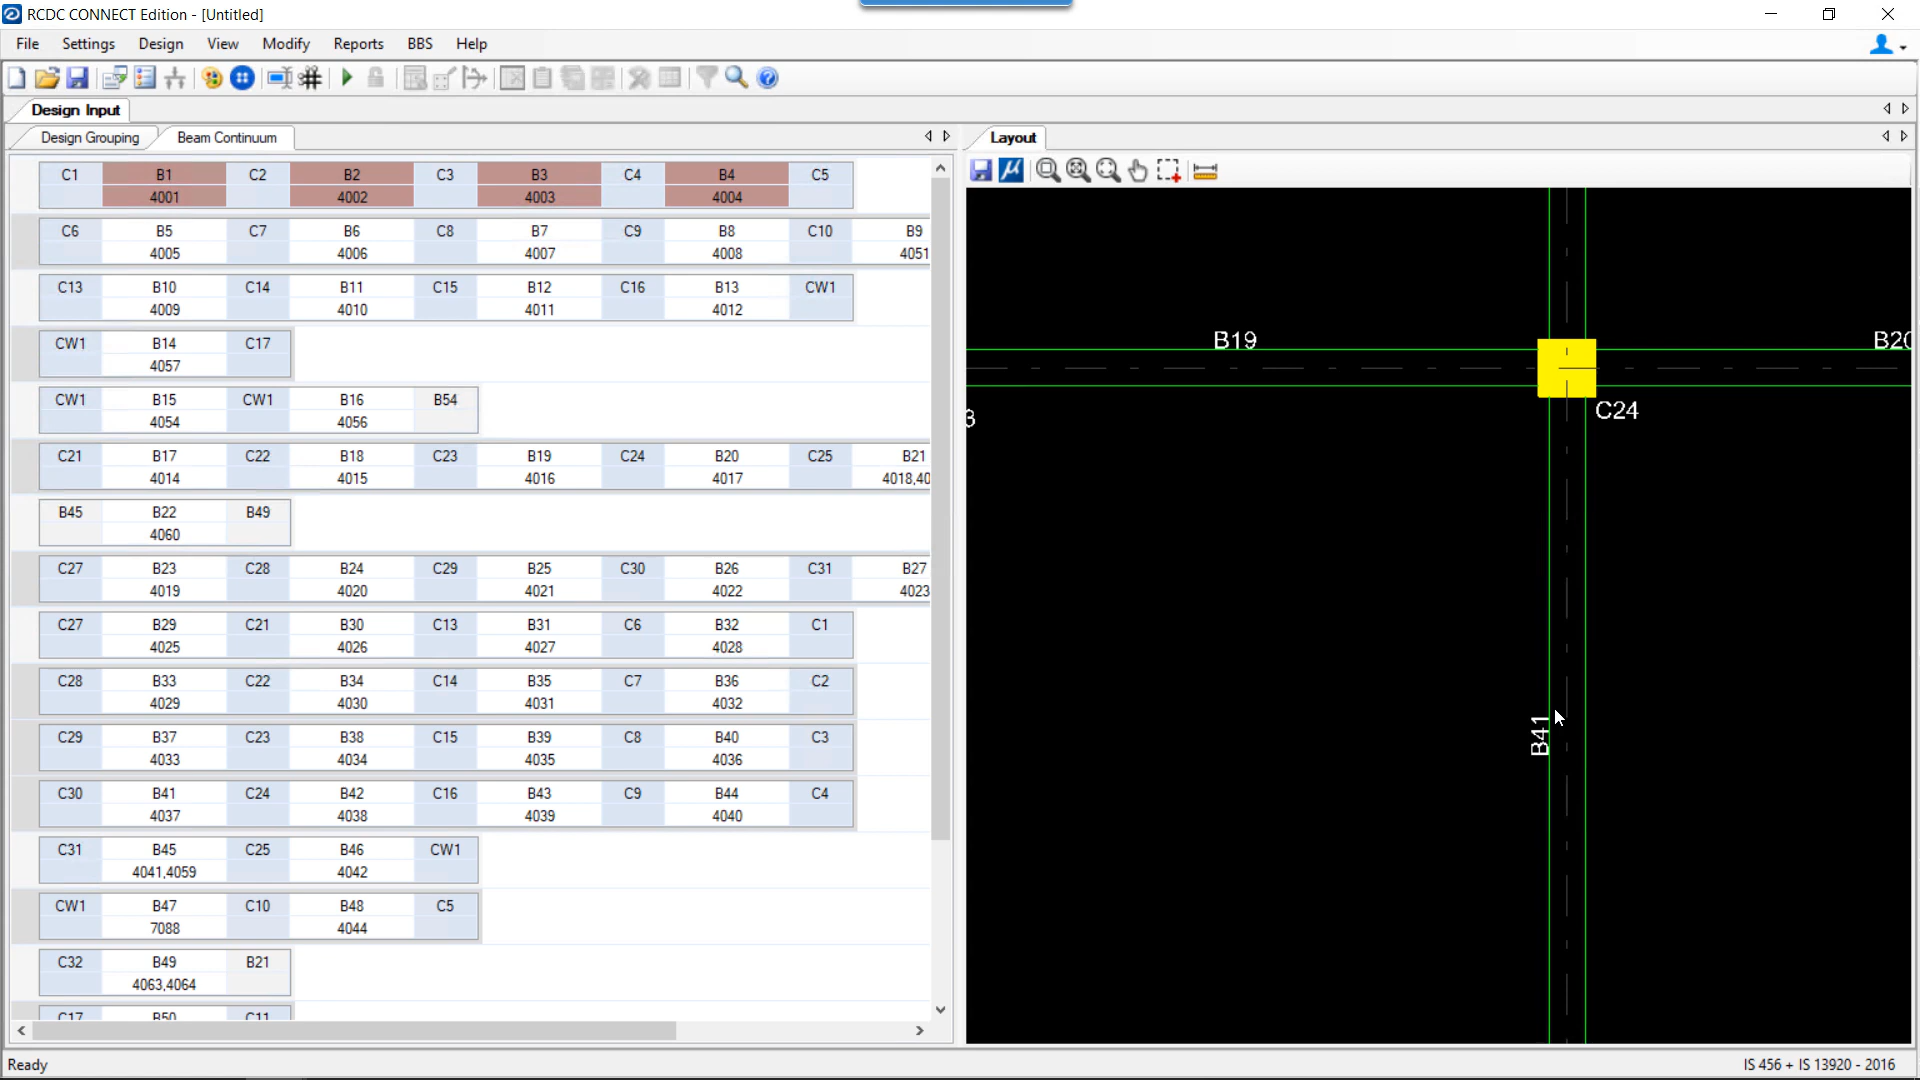 RCDC CONNECT Edition - [Untitled]
File Settings Design View Modify Reports BBS Help
Design Input
Design Grouping Beam Continuum
Layout
C1 B1 C2 B2 C3 B3 C4 B4 C5
4001 4002 4003 4004
C6 B5 C7 B6 C8 B7 C9 B8 C10 B9
4005 4006 4007 4008 4051
C13 B10 C14 B11 C15 B12 C16 B13 CW1
4009 4010 4011 4012
CW1 B14 C17
4057
CW1 B15 CW1 B16 B54
4054 4056
C21 B17 C22 B18 C23 B19 C24 B20 C25 B21
4014 4015 4016 4017 4018,40
B45 B22 B49
4060
C27 B23 C28 B24 C29 B25 C30 B26 C31 B27
4019 4020 4021 4022 4023
C27 B29 C21 B30 C13 B31 C6 B32 C1
4025 4026 4027 4028
C28 B33 C22 B34 C14 B35 C7 B36 C2
4029 4030 4031 4032
C29 B37 C23 B38 C15 B39 C8 B40 C3
4033 4034 4035 4036
C30 B41 C24 B42 C16 B43 C9 B44 C4
4037 4038 4039 4040
C31 B45 C25 B46 CW1
4041,4059 4042
CW1 B47 C10 B48 C5
7088 4044
C32 B49 B21
4063,4064
C17 B50 C11
B19
B20
3
C24
B41
Ready
IS 456 + IS 13920 - 2016